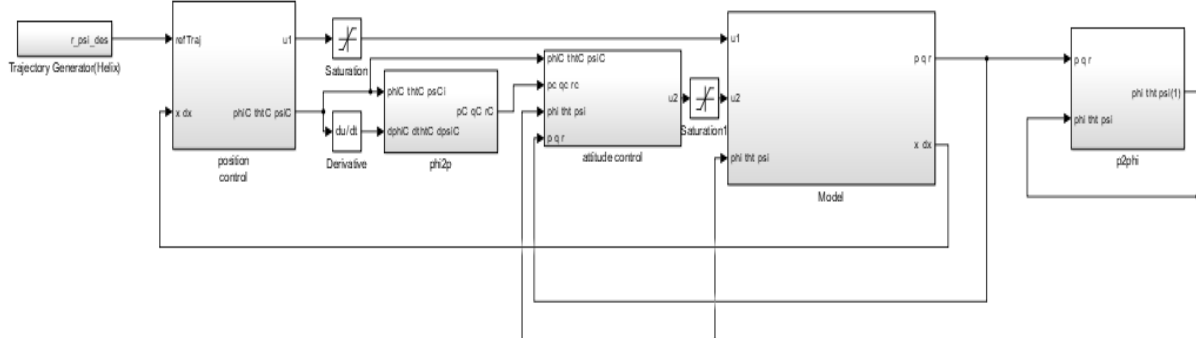 r_psi_des
Trajectory Generator(Helix)
refTraj
x dx
u1
phiC thtC psiC
position
control
Saturation
du/dt
Derivative
phiC thtC psCi
dphiC dthtC dpsiC
pC qC rC
phi2p
phiC thtC psiC
pc qc rc
phi tht psi
p q r
u2
attitude control
Saturation1
u1
u2
phi tht psi
p q r
x dx
Model
p q r
phi tht psi
phi tht psi(1)
p2phi